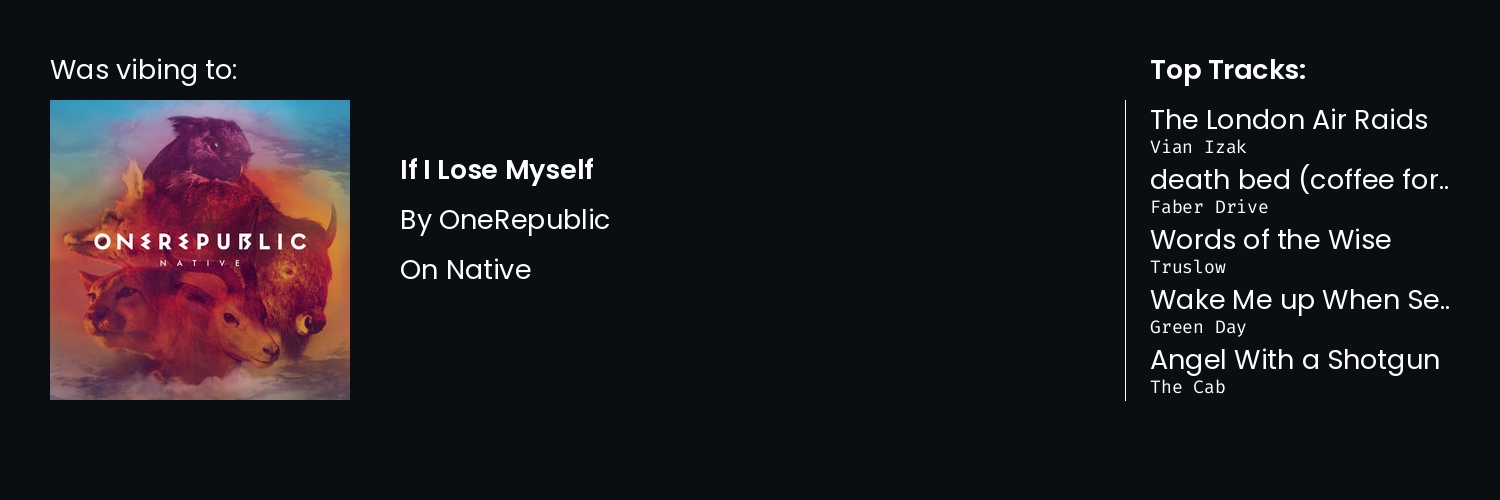 Was vibing to:
ONEREPUBLIC
NATIVE
If I Lose Myself
By OneRepublic
On Native
Top Tracks:
The London Air Raids
Vian Izak
death bed (coffee for..
Faber Drive
Words of the Wise
Truslow
Wake Me up When Se..
Green Day
Angel With a Shotgun
The Cab